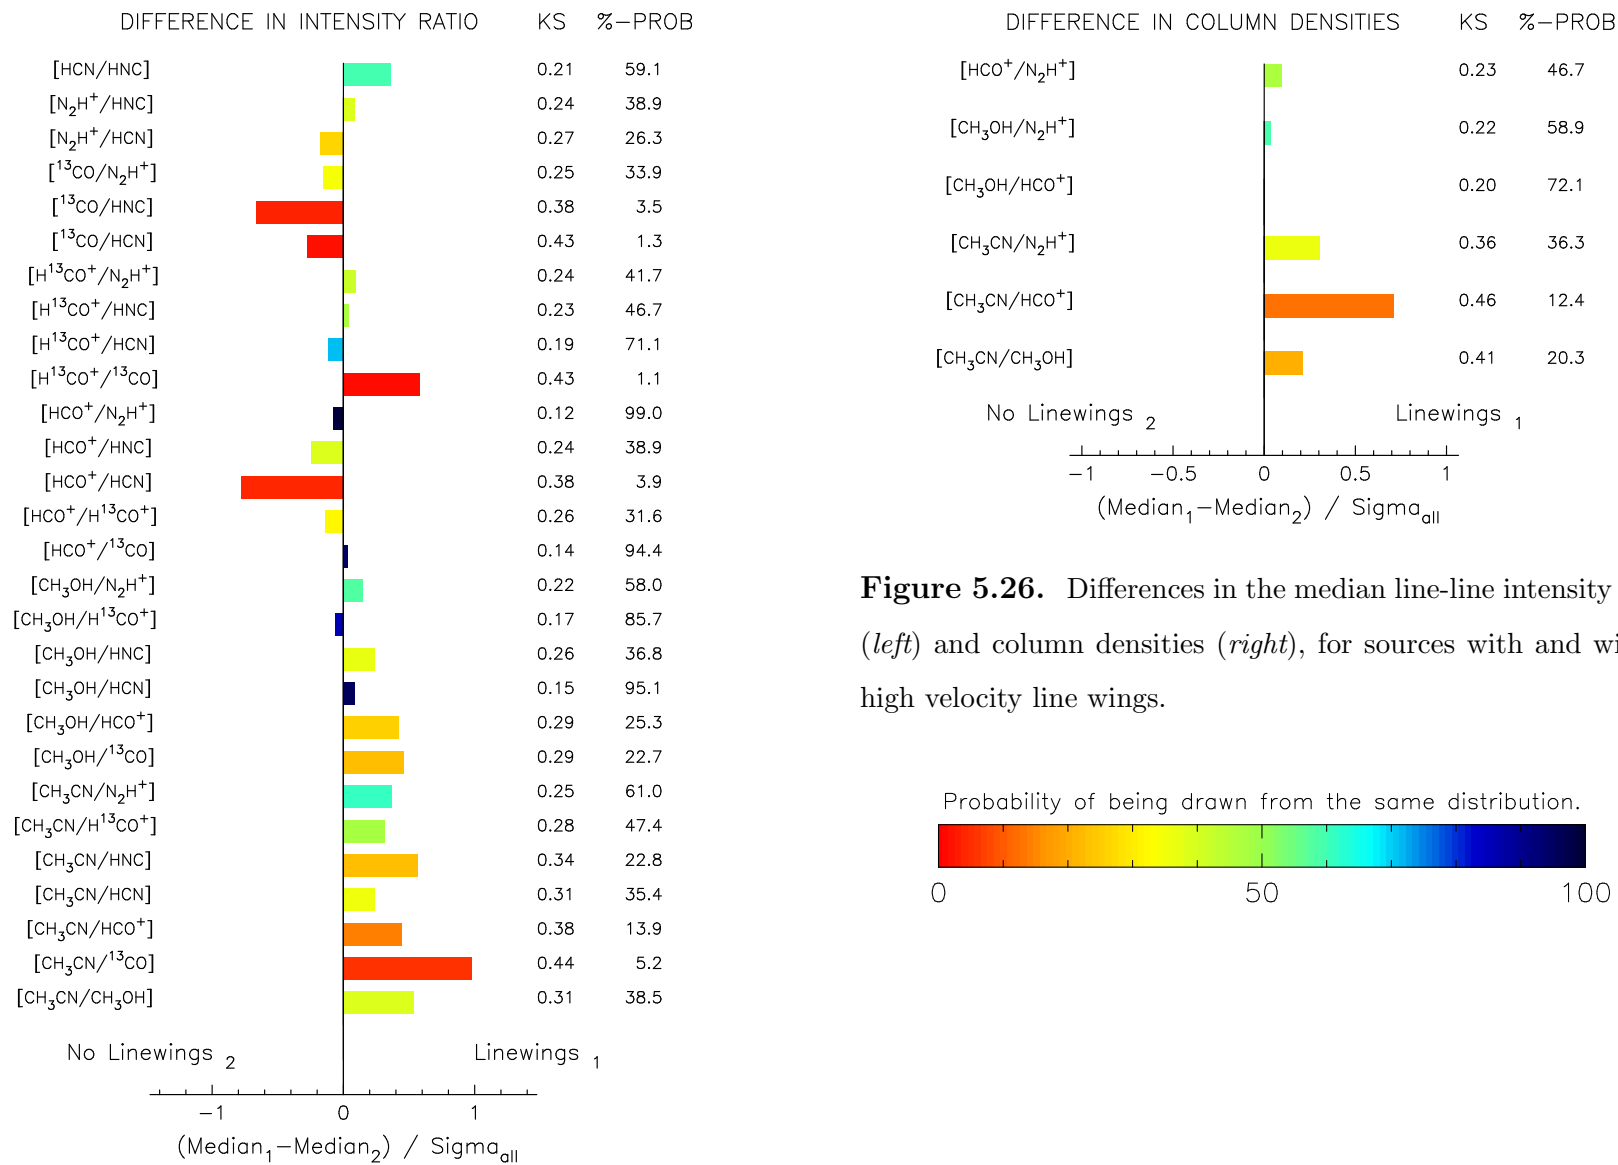 DIFFERENCE IN INTENSITY RATIO KS %-PROB
[HCN/HNC] 0.21 59.1
[N₂H⁺/HNC] 0.24 38.9
[N₂H⁺/HCN] 0.27 26.3
[¹³CO/N₂H⁺] 0.25 33.9
[¹³CO/HNC] 0.38 3.5
[¹³CO/HCN] 0.43 1.3
[H¹³CO⁺/N₂H⁺] 0.24 41.7
[H¹³CO⁺/HNC] 0.23 46.7
[H¹³CO⁺/HCN] 0.19 71.1
[H¹³CO⁺/¹³CO] 0.43 1.1
[HCO⁺/N₂H⁺] 0.12 99.0
[HCO⁺/HNC] 0.24 38.9
[HCO⁺/HCN] 0.38 3.9
[HCO⁺/H¹³CO⁺] 0.26 31.6
[HCO⁺/¹³CO] 0.14 94.4
[CH₃OH/N₂H⁺] 0.22 58.0
[CH₃OH/H¹³CO⁺] 0.17 85.7
[CH₃OH/HNC] 0.26 36.8
[CH₃OH/HCN] 0.15 95.1
[CH₃OH/HCO⁺] 0.29 25.3
[CH₃OH/¹³CO] 0.29 22.7
[CH₃CN/N₂H⁺] 0.25 61.0
[CH₃CN/H¹³CO⁺] 0.28 47.4
[CH₃CN/HNC] 0.34 22.8
[CH₃CN/HCN] 0.31 35.4
[CH₃CN/HCO⁺] 0.38 13.9
[CH₃CN/¹³CO] 0.44 5.2
[CH₃CN/CH₃OH] 0.31 38.5
No Linewings ₂ Linewings ₁
−1 0 1
(Median₁−Median₂) / Sigma_all
DIFFERENCE IN COLUMN DENSITIES KS %-PROB
[HCO⁺/N₂H⁺] 0.23 46.7
[CH₃OH/N₂H⁺] 0.22 58.9
[CH₃OH/HCO⁺] 0.20 72.1
[CH₃CN/N₂H⁺] 0.36 36.3
[CH₃CN/HCO⁺] 0.46 12.4
[CH₃CN/CH₃OH] 0.41 20.3
No Linewings ₂ Linewings ₁
−1 −0.5 0 0.5 1
(Median₁−Median₂) / Sigma_all
Figure 5.26. Differences in the median line-line intensity
(left) and column densities (right), for sources with and wi
high velocity line wings.
Probability of being drawn from the same distribution.
0 50 100